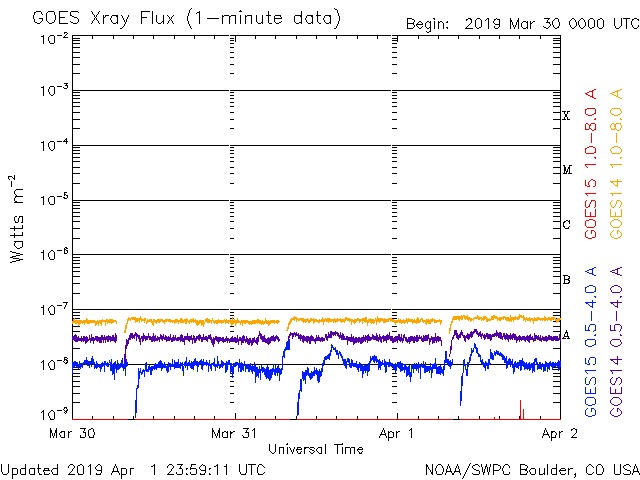 GOES Xray Flux (1-minute data)
Begin: 2019 Mar 30 0000 UTC
10-2
10-3
10-4
10-5
10-6
10-7
10-8
10-9
Watts m-2
X
M
C
B
A
GOES15 1.0-8.0 A
GOES14 1.0-8.0 A
GOES15 0.5-4.0 A
GOES14 0.5-4.0 A
Mar 30
Mar 31
Apr 1
Apr 2
Universal Time
Updated 2019 Apr 1 23:59:11 UTC
NOAA/SWPC Boulder, CO USA